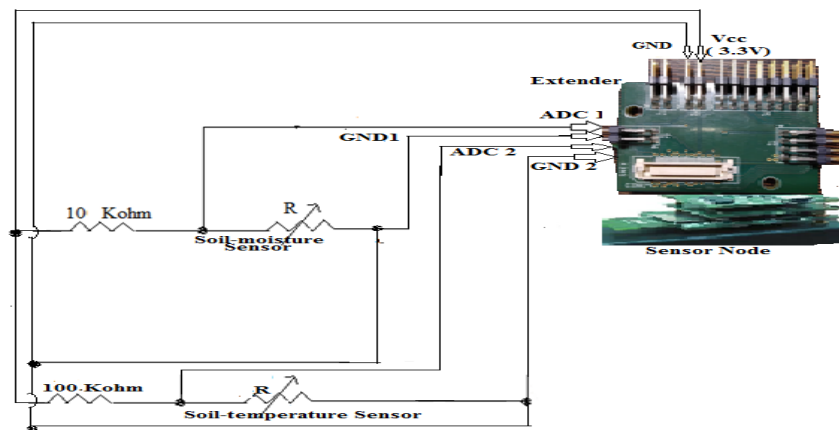 GND
Vcc
( 3.3V)
Extender
ADC 1
GND1
ADC 2
GND 2
10 Kohm
R
Soil-moisture
Sensor
Sensor Node
100 Kohm
R
Soil-temperature Sensor